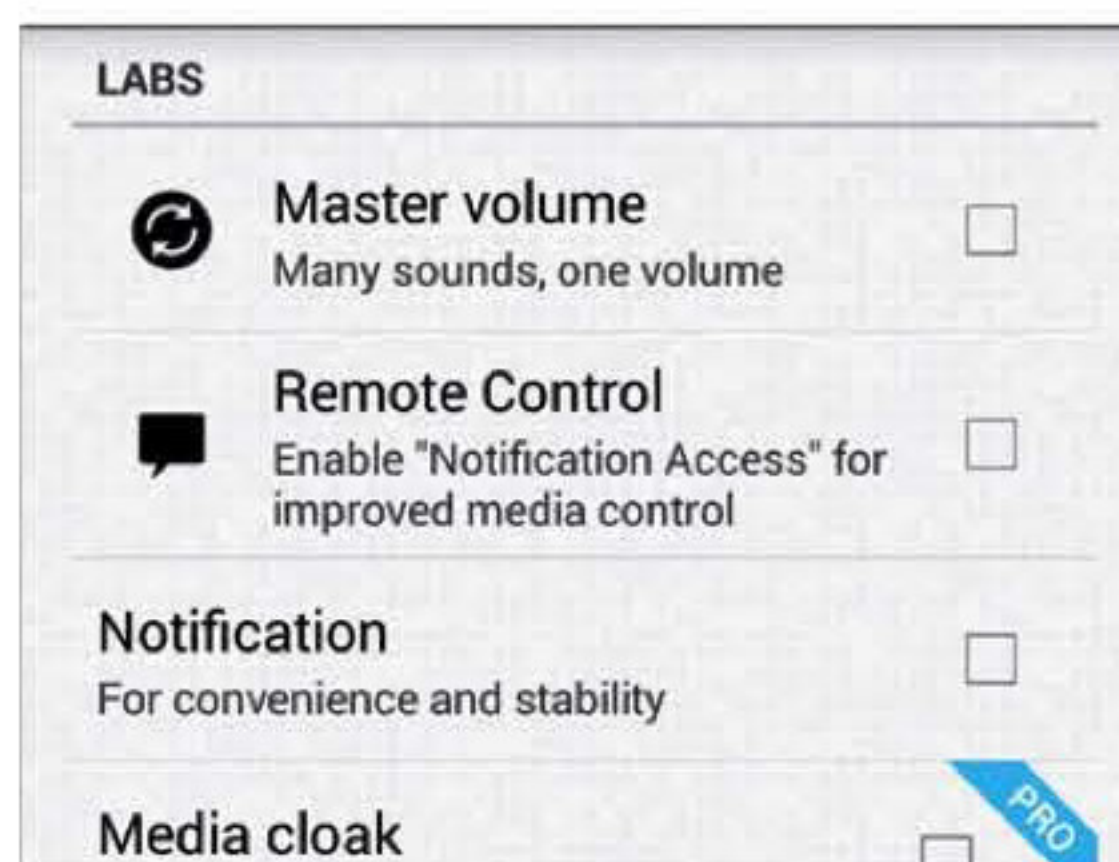 LABS
Master volume
Many sounds, one volume
Remote Control
Enable "Notification Access" for
improved media control
Notification
For convenience and stability
PRO
Media cloak